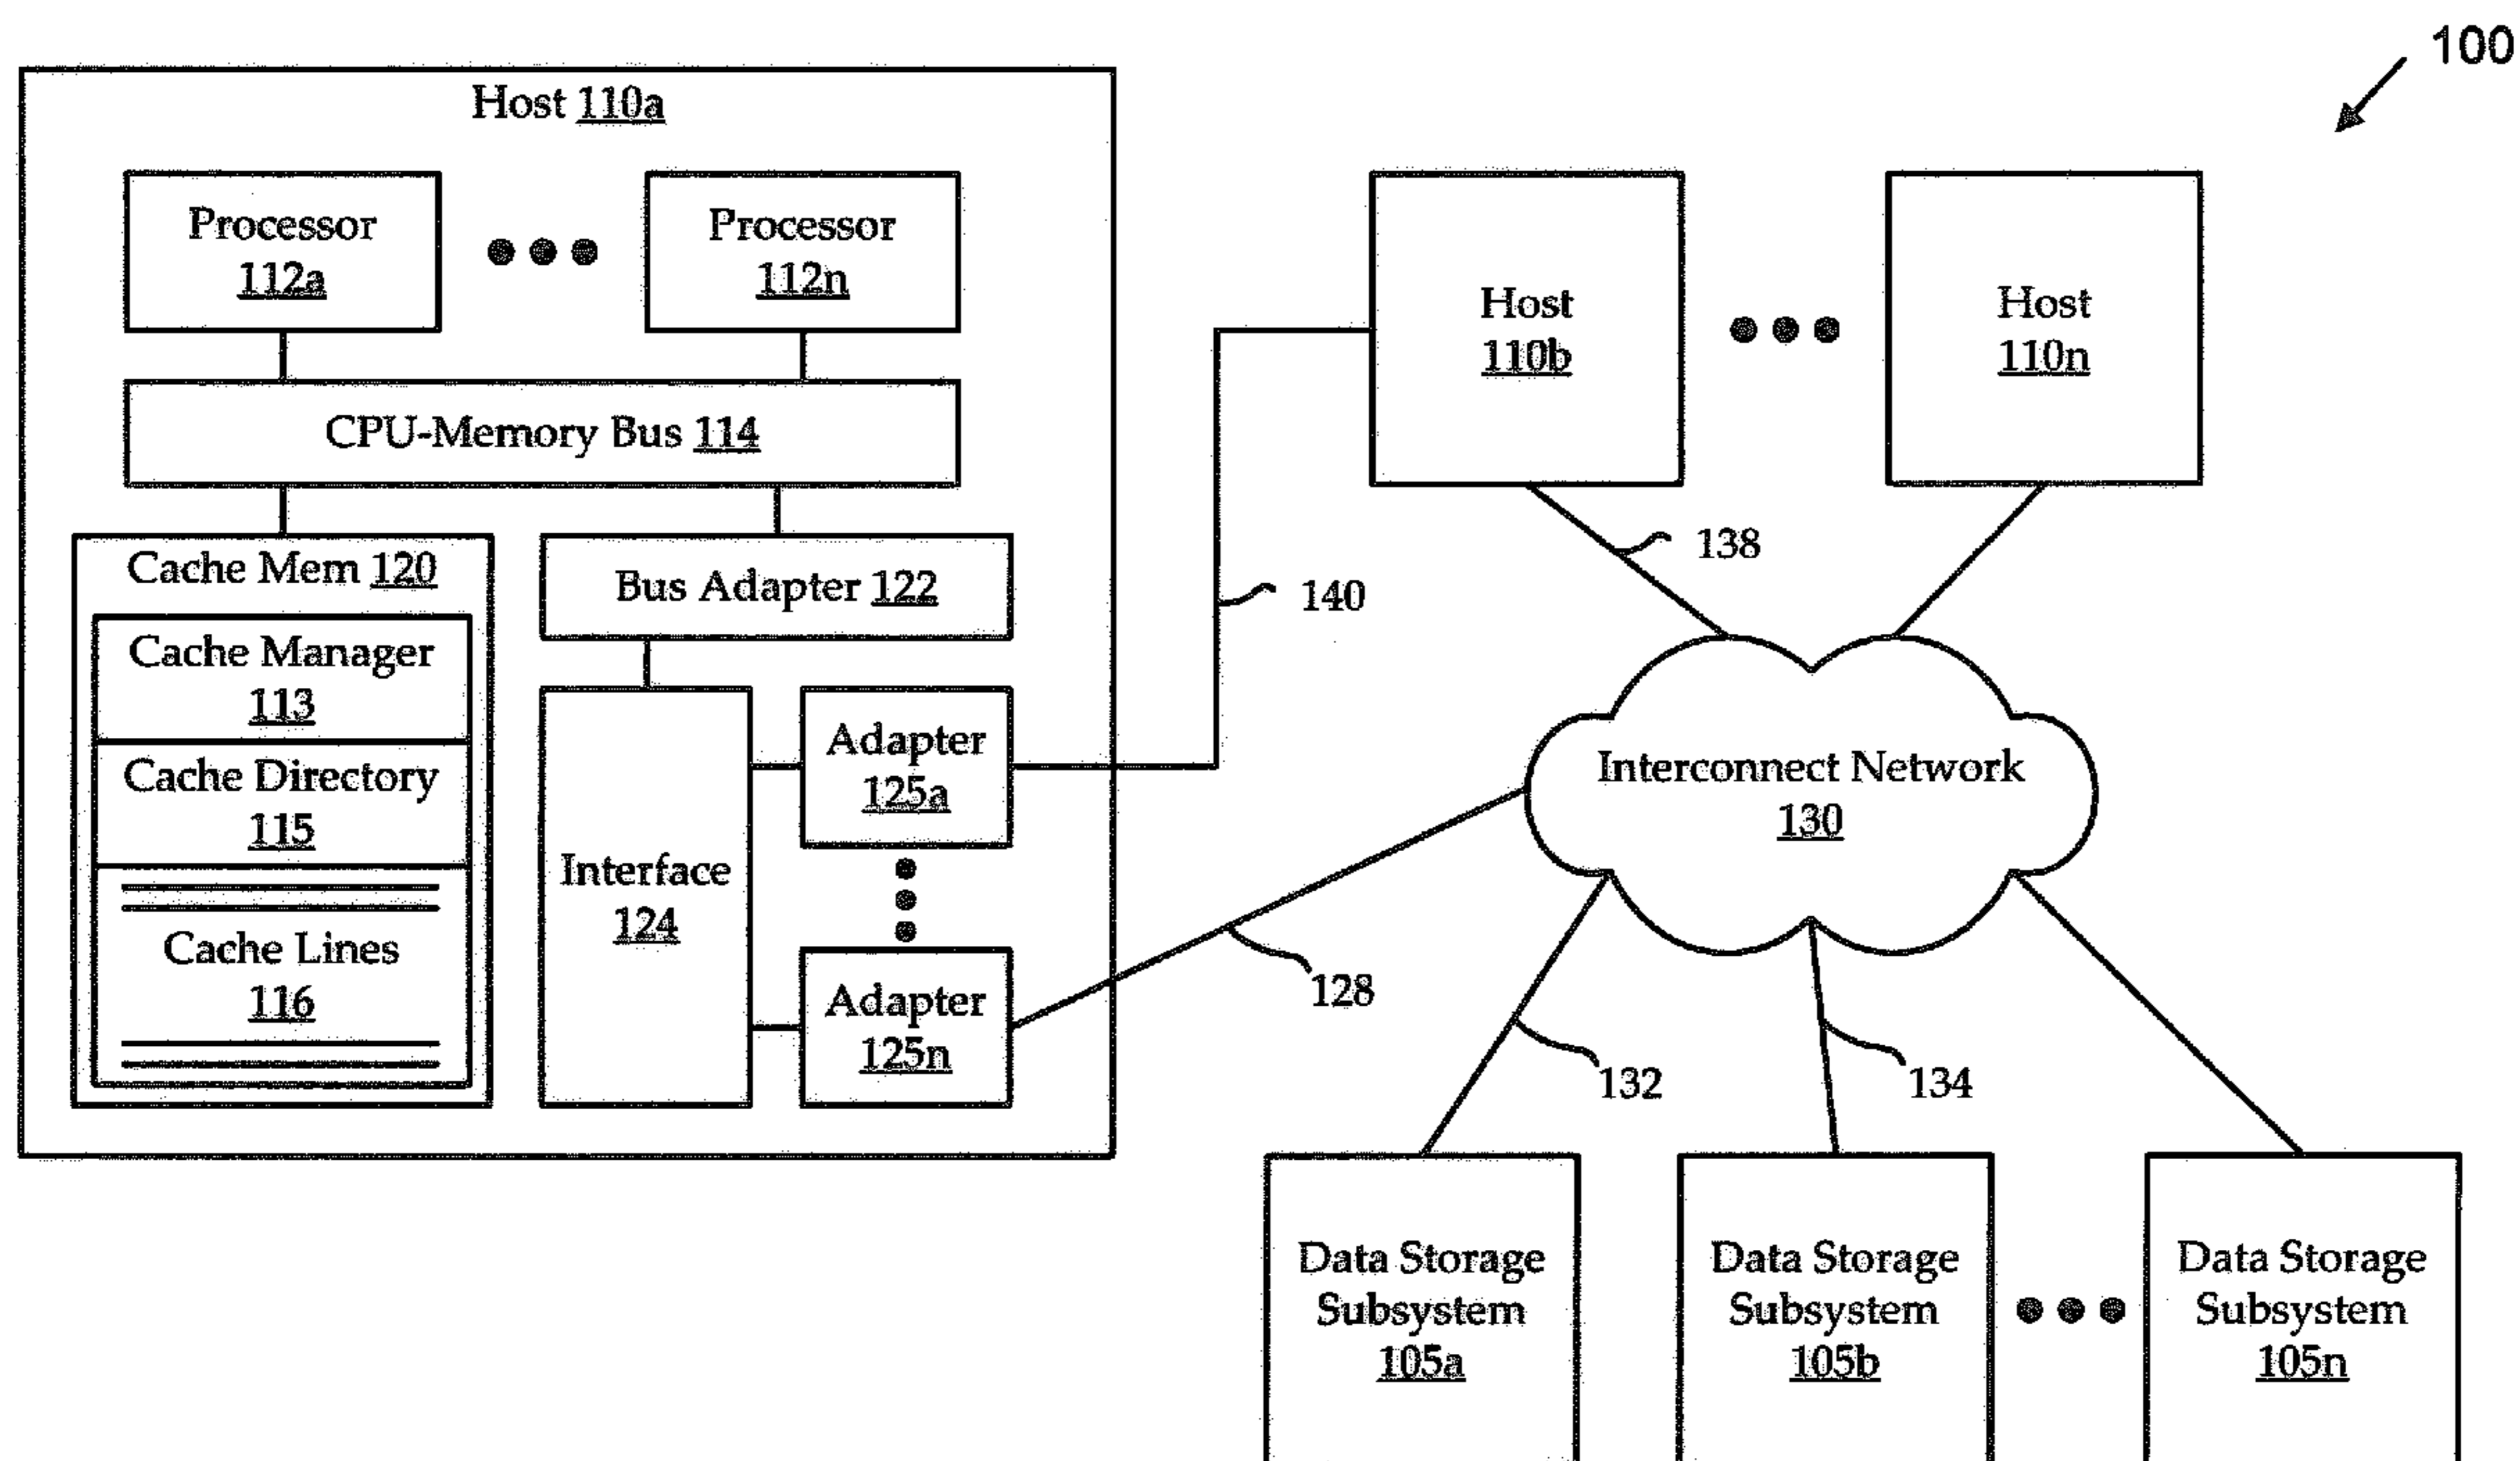 100
Host 110a
Processor
112a
Processor
112n
CPU-Memory Bus 114
Cache Mem 120
Cache Manager
113
Cache Directory
115
Cache Lines
116
Bus Adapter 122
Interface
124
Adapter
125a
Adapter
125n
Host
110b
Host
110n
138
140
Interconnect Network
130
128
132
134
Data Storage
Subsystem
105a
Data Storage
Subsystem
105b
Data Storage
Subsystem
105n